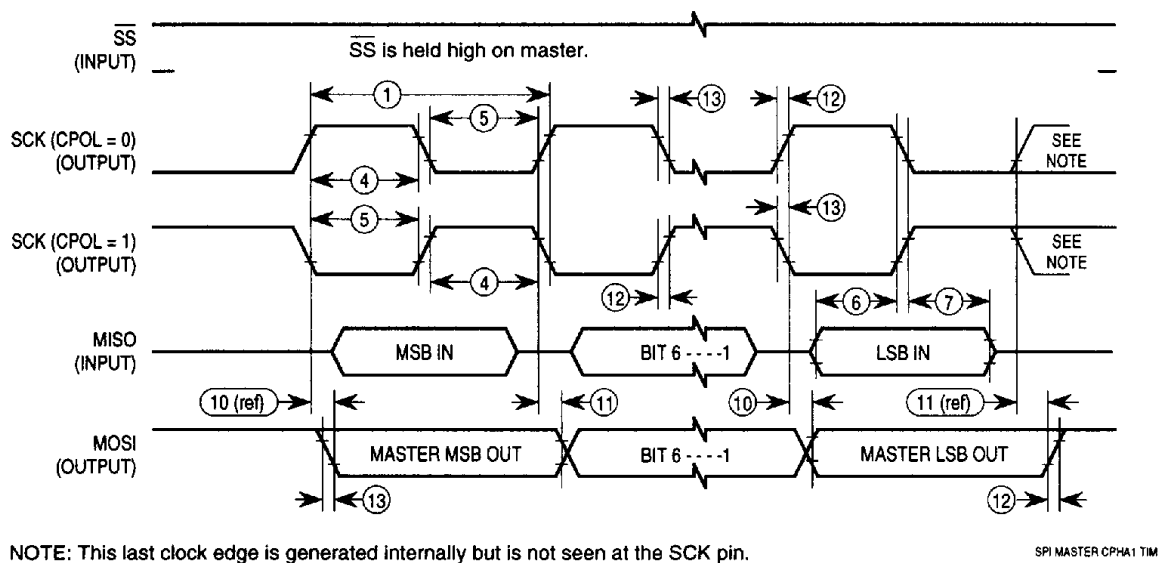 SS
(INPUT)
SS is held high on master.
1
13
12
5
SCK (CPOL = 0)
(OUTPUT)
SEE
NOTE
4
5
13
SCK (CPOL = 1)
(OUTPUT)
SEE
NOTE
4
12
6
7
MISO
(INPUT)
MSB IN
BIT 6 - - - - -1
LSB IN
10 (ref)
11
10
11 (ref)
MOSI
(OUTPUT)
MASTER MSB OUT
BIT 6 - - - - -1
MASTER LSB OUT
13
12
NOTE: This last clock edge is generated internally but is not seen at the SCK pin.
SPI MASTER CPHA1 TIM